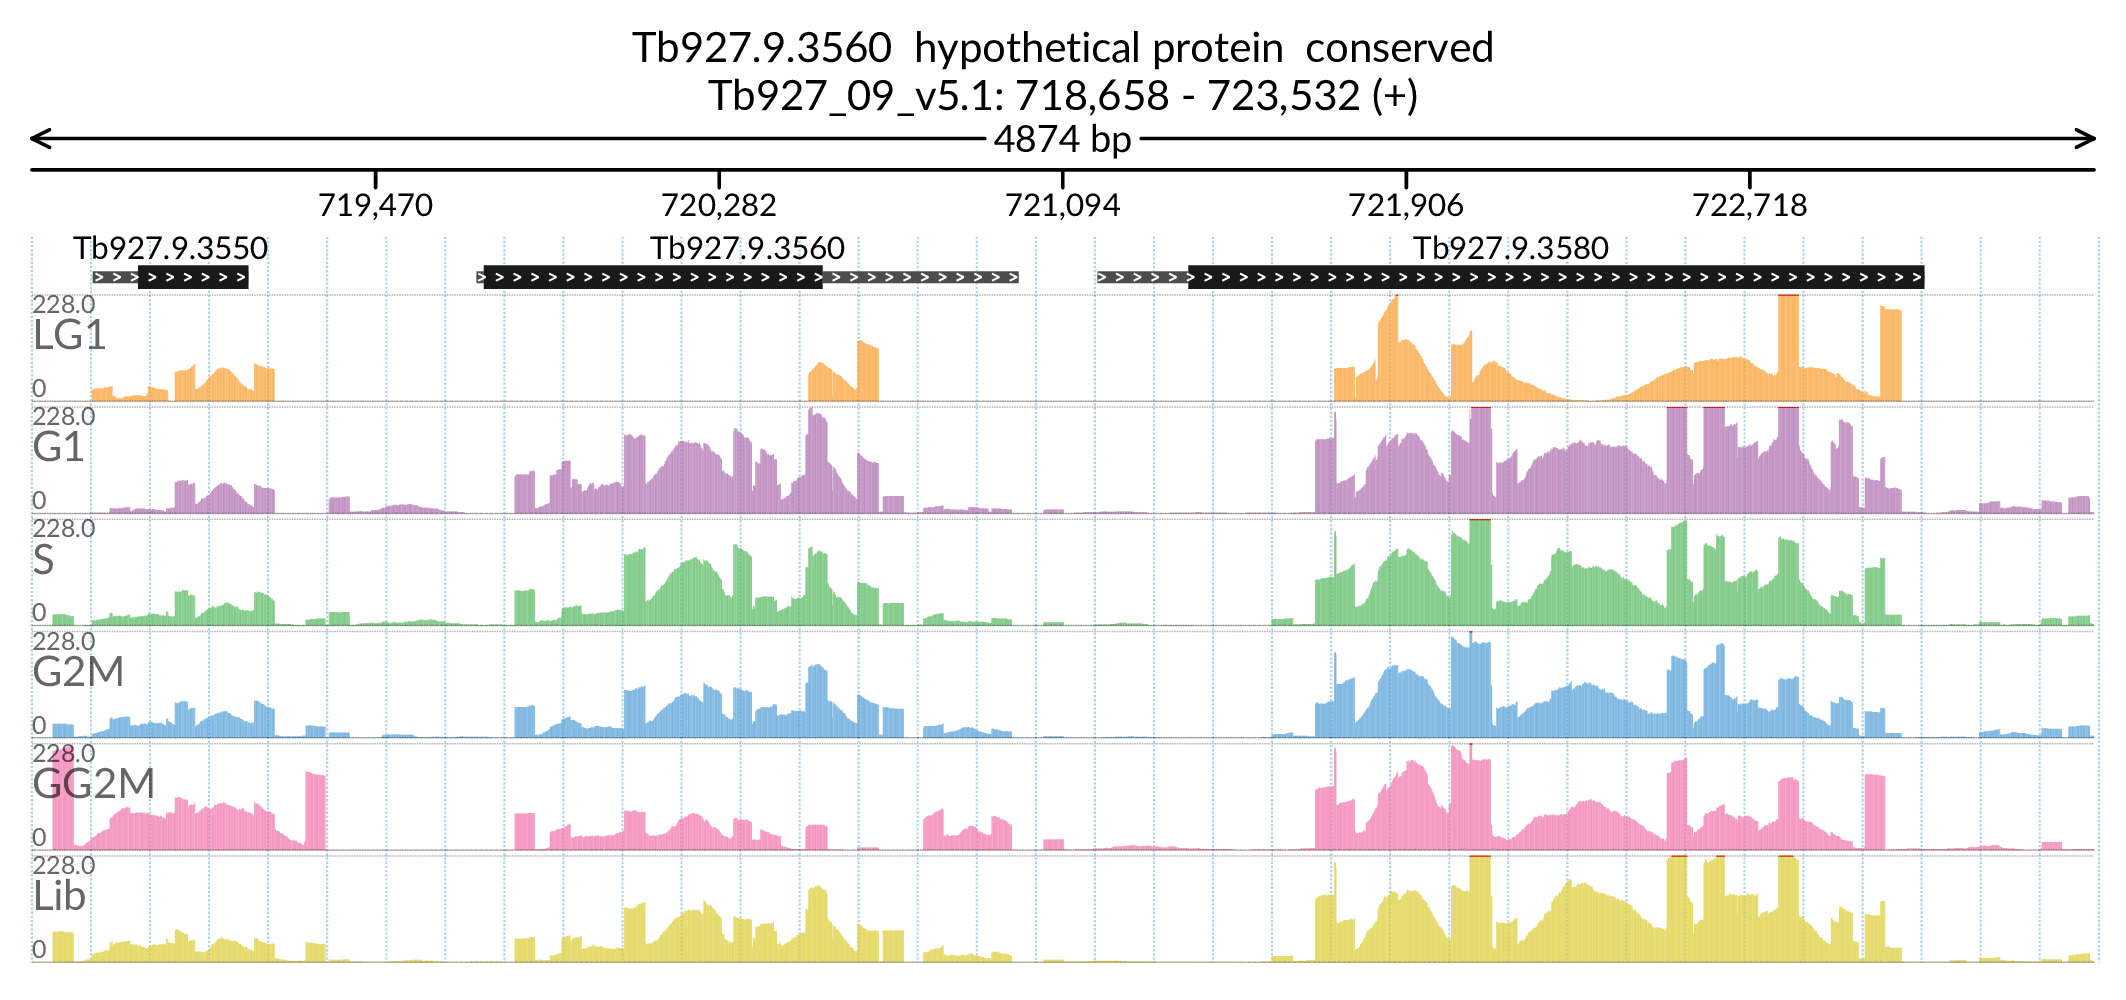 Tb927.9.3560  hypothetical protein  conserved
Tb927_09_v5.1: 718,658 - 723,532 (+)
4874 bp
719,470 720,282 721,094 721,906 722,718
Tb927.9.3550 Tb927.9.3560 Tb927.9.3580
228.0
LG1
0
228.0
G1
0
228.0
S
0
228.0
G2M
0
228.0
GG2M
0
228.0
Lib
0